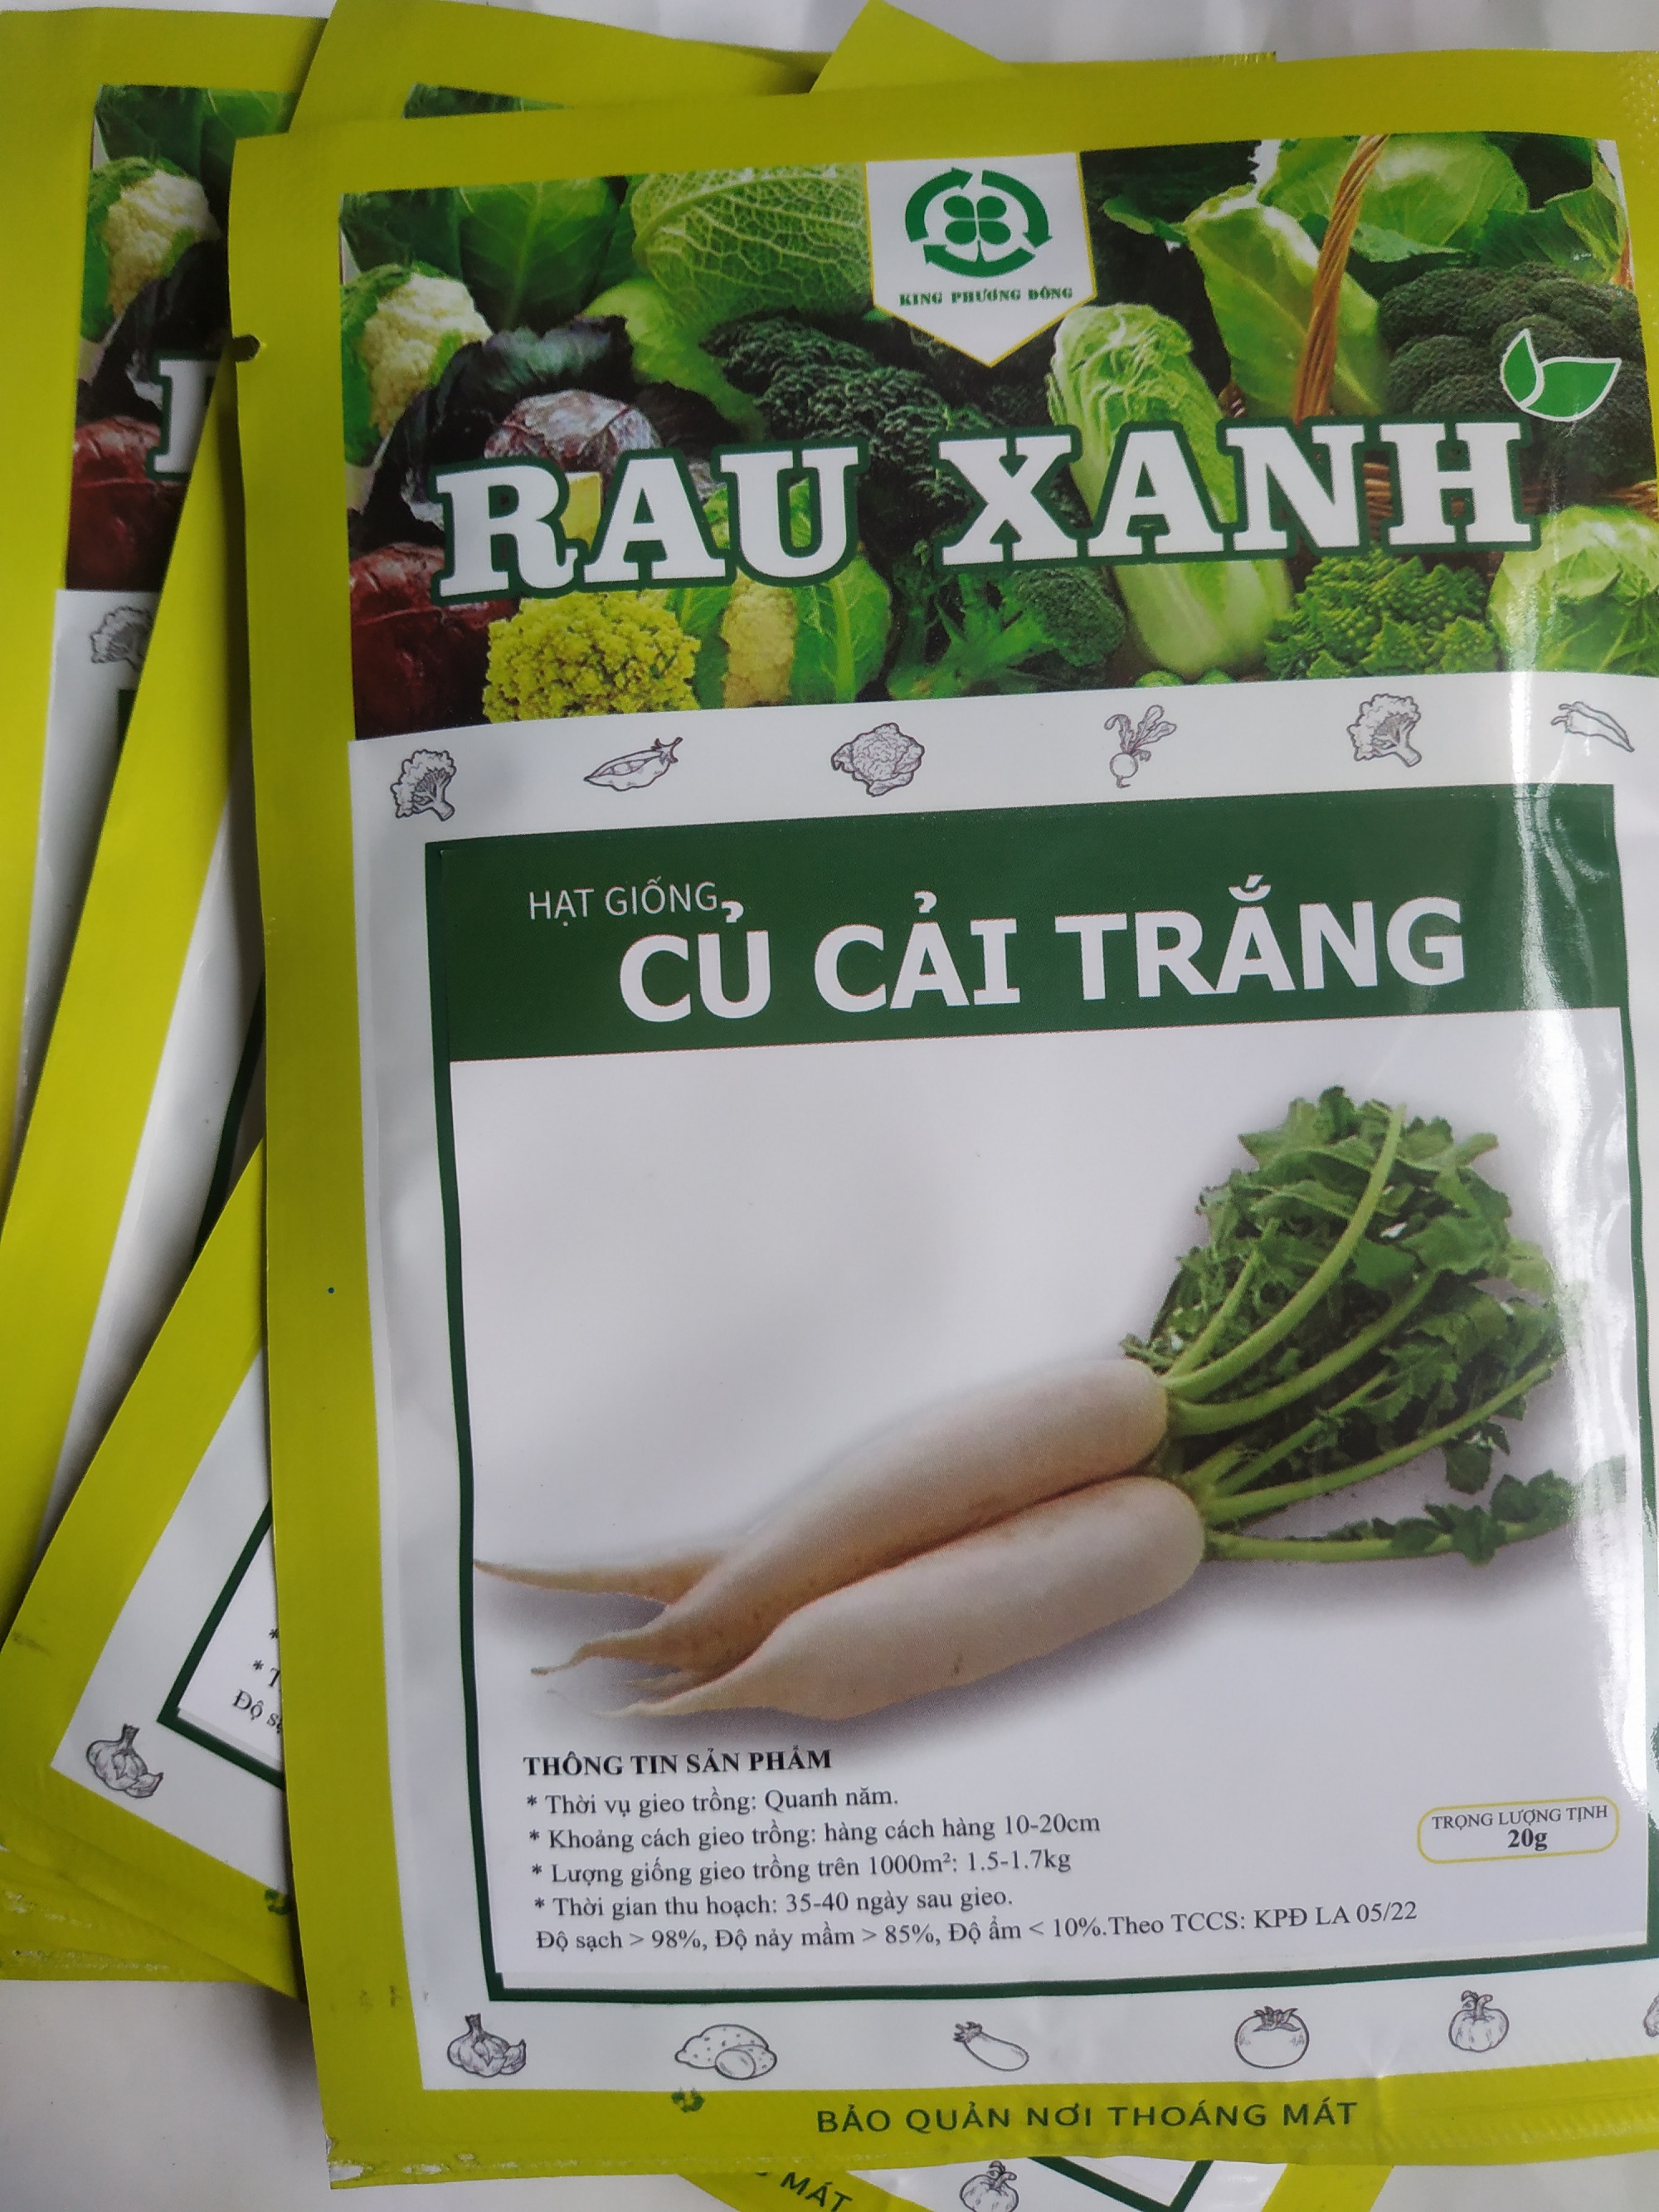 KING PHƯƠNG ĐÔNG
RAU XANH
HẠT GIỐNG
CỦ CẢI TRẮNG
THÔNG TIN SẢN PHẨM
* Thời vụ gieo trồng: Quanh năm.
* Khoảng cách gieo trồng: hàng cách hàng 10-20cm
* Lượng giống gieo trồng trên 1000m²: 1.5-1.7kg
* Thời gian thu hoạch: 35-40 ngày sau gieo.
Độ sạch > 98%, Độ nảy mầm > 85%, Độ ẩm < 10%.Theo TCCS: KPĐ LA 05/22
TRỌNG LƯỢNG TỊNH
20g
BẢO QUẢN NƠI THOÁNG MÁT
Độ
MÁT